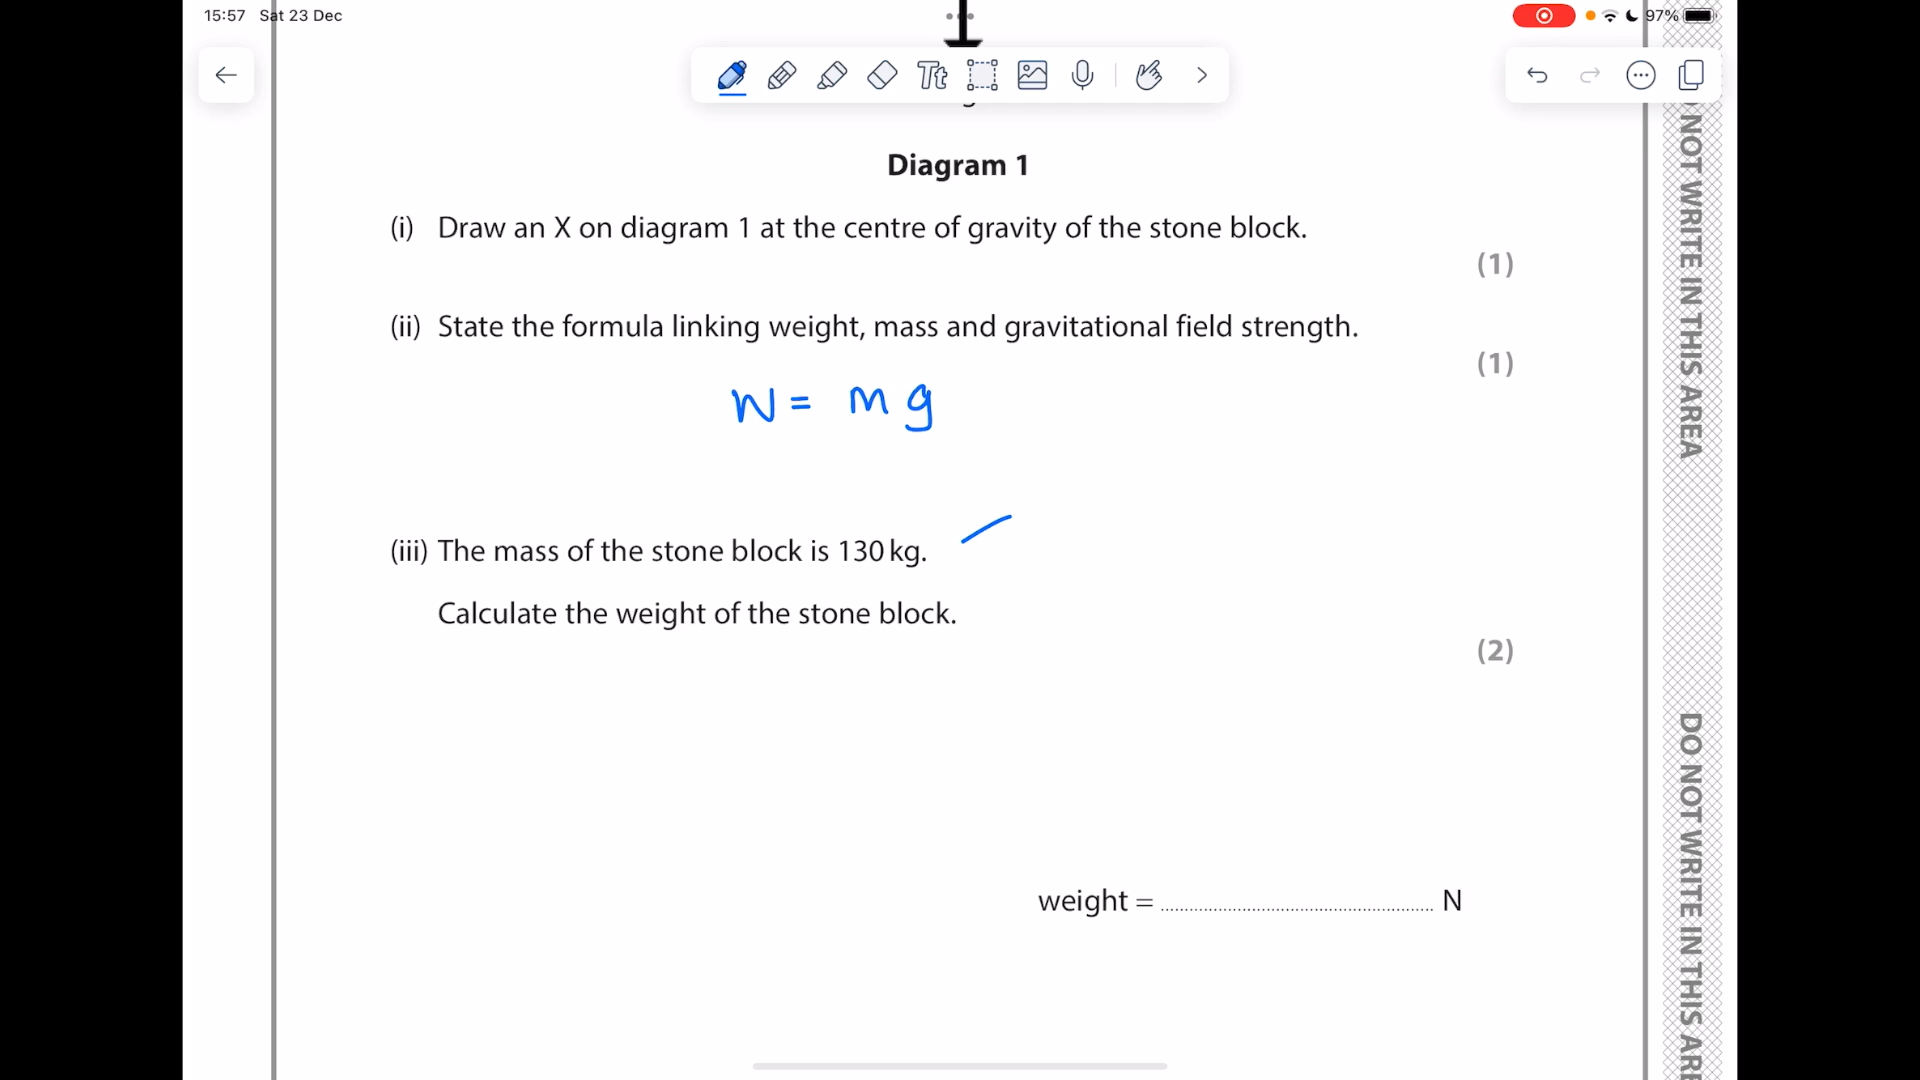 15:57 Sat 23 Dec
97%
Tt
Diagram 1
(i) Draw an X on diagram 1 at the centre of gravity of the stone block.
(1)
(ii) State the formula linking weight, mass and gravitational field strength.
(1)
W = m g
(iii) The mass of the stone block is 130 kg.
Calculate the weight of the stone block.
(2)
weight = ............................................................ N
NOT WRITE IN THIS AREA
DO NOT WRITE IN THIS ARE